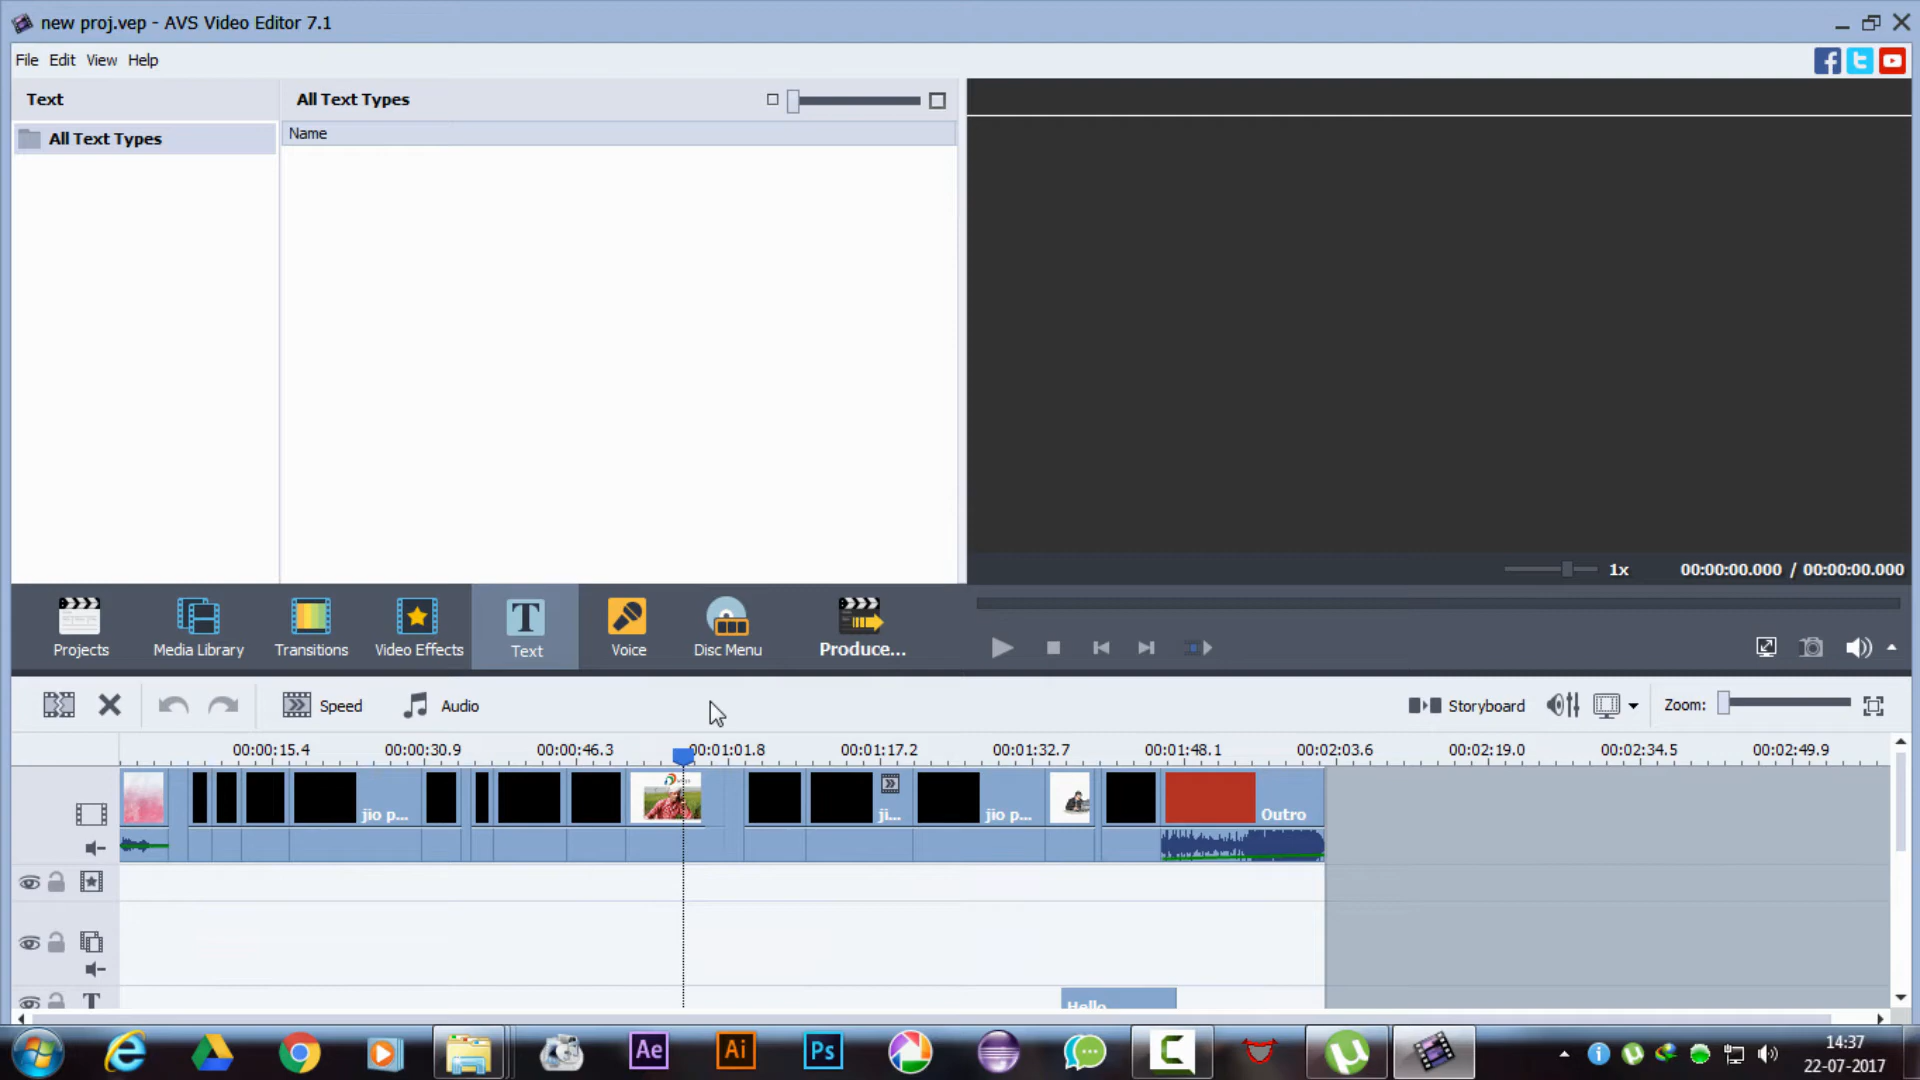 new proj.vep - AVS Video Editor 7.1
File Edit View Help
Text
All Text Types
All Text Types
Name
1x
00:00:00.000 / 00:00:00.000
Projects
Media Library
Transitions
Video Effects
Text
Voice
Disc Menu
Produce...
Speed
Audio
Storyboard
Zoom:
00:00:15.4 00:00:30.9 00:00:46.3 00:01:01.8 00:01:17.2 00:01:32.7 00:01:48.1 00:02:03.6 00:02:19.0 00:02:34.5 00:02:49.9
jio p...
ji...
jio p...
Outro
T
Hello
Ae
Ai
Ps
14:37
22-07-2017